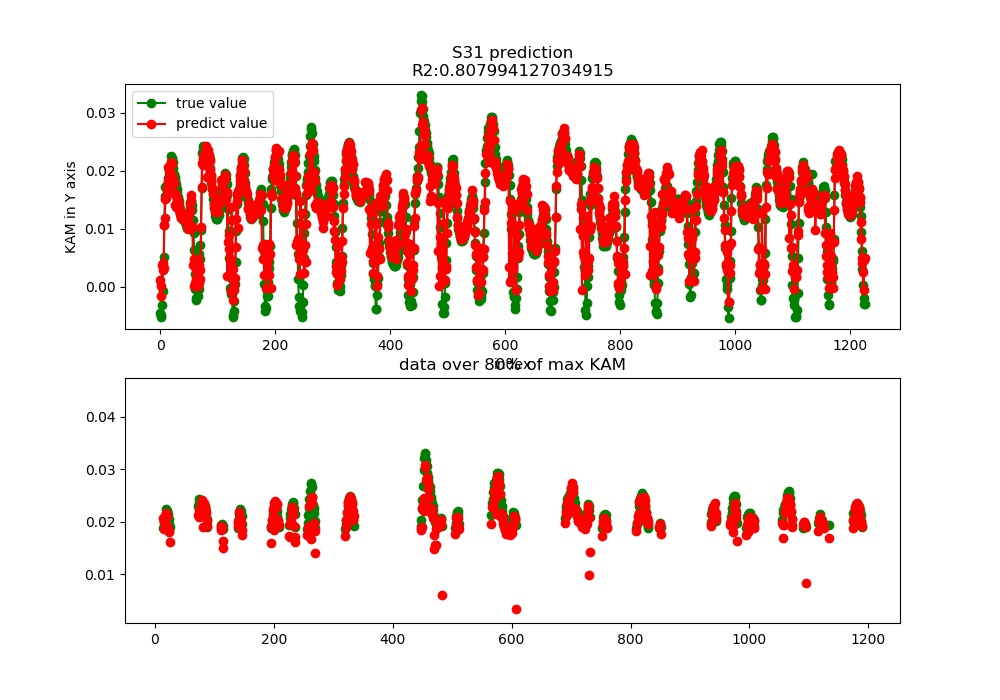 S31 prediction
R2:0.807994127034915
true value
predict value
KAM in Y axis
0.03
0.02
0.01
0.00
0 200 400 600 800 1000 1200
index
data over 80% of max KAM
0.04
0.03
0.02
0.01
0 200 400 600 800 1000 1200